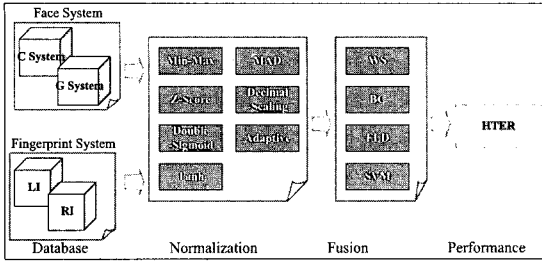 Face System
C System
G System
Fingerprint System
LI
RI
Database
Min-Max
MAD
Z-Score
Decimal
Scaling
Double
Sigmoid
Adaptive
Tanh
Normalization
WS
BC
FLD
SVM
Fusion
HTER
Performance